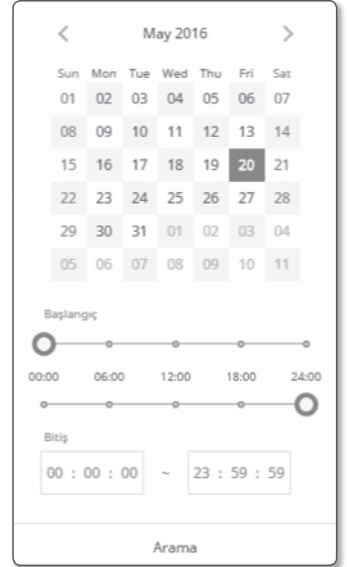 < May 2016 >
Sun Mon Tue Wed Thu Fri Sat
01 02 03 04 05 06 07
08 09 10 11 12 13 14
15 16 17 18 19 20 21
22 23 24 25 26 27 28
29 30 31 01 02 03 04
05 06 07 08 09 10 11
Başlangıç
00:00 06:00 12:00 18:00 24:00
Bitiş
00 : 00 : 00 ~ 23 : 59 : 59
Arama